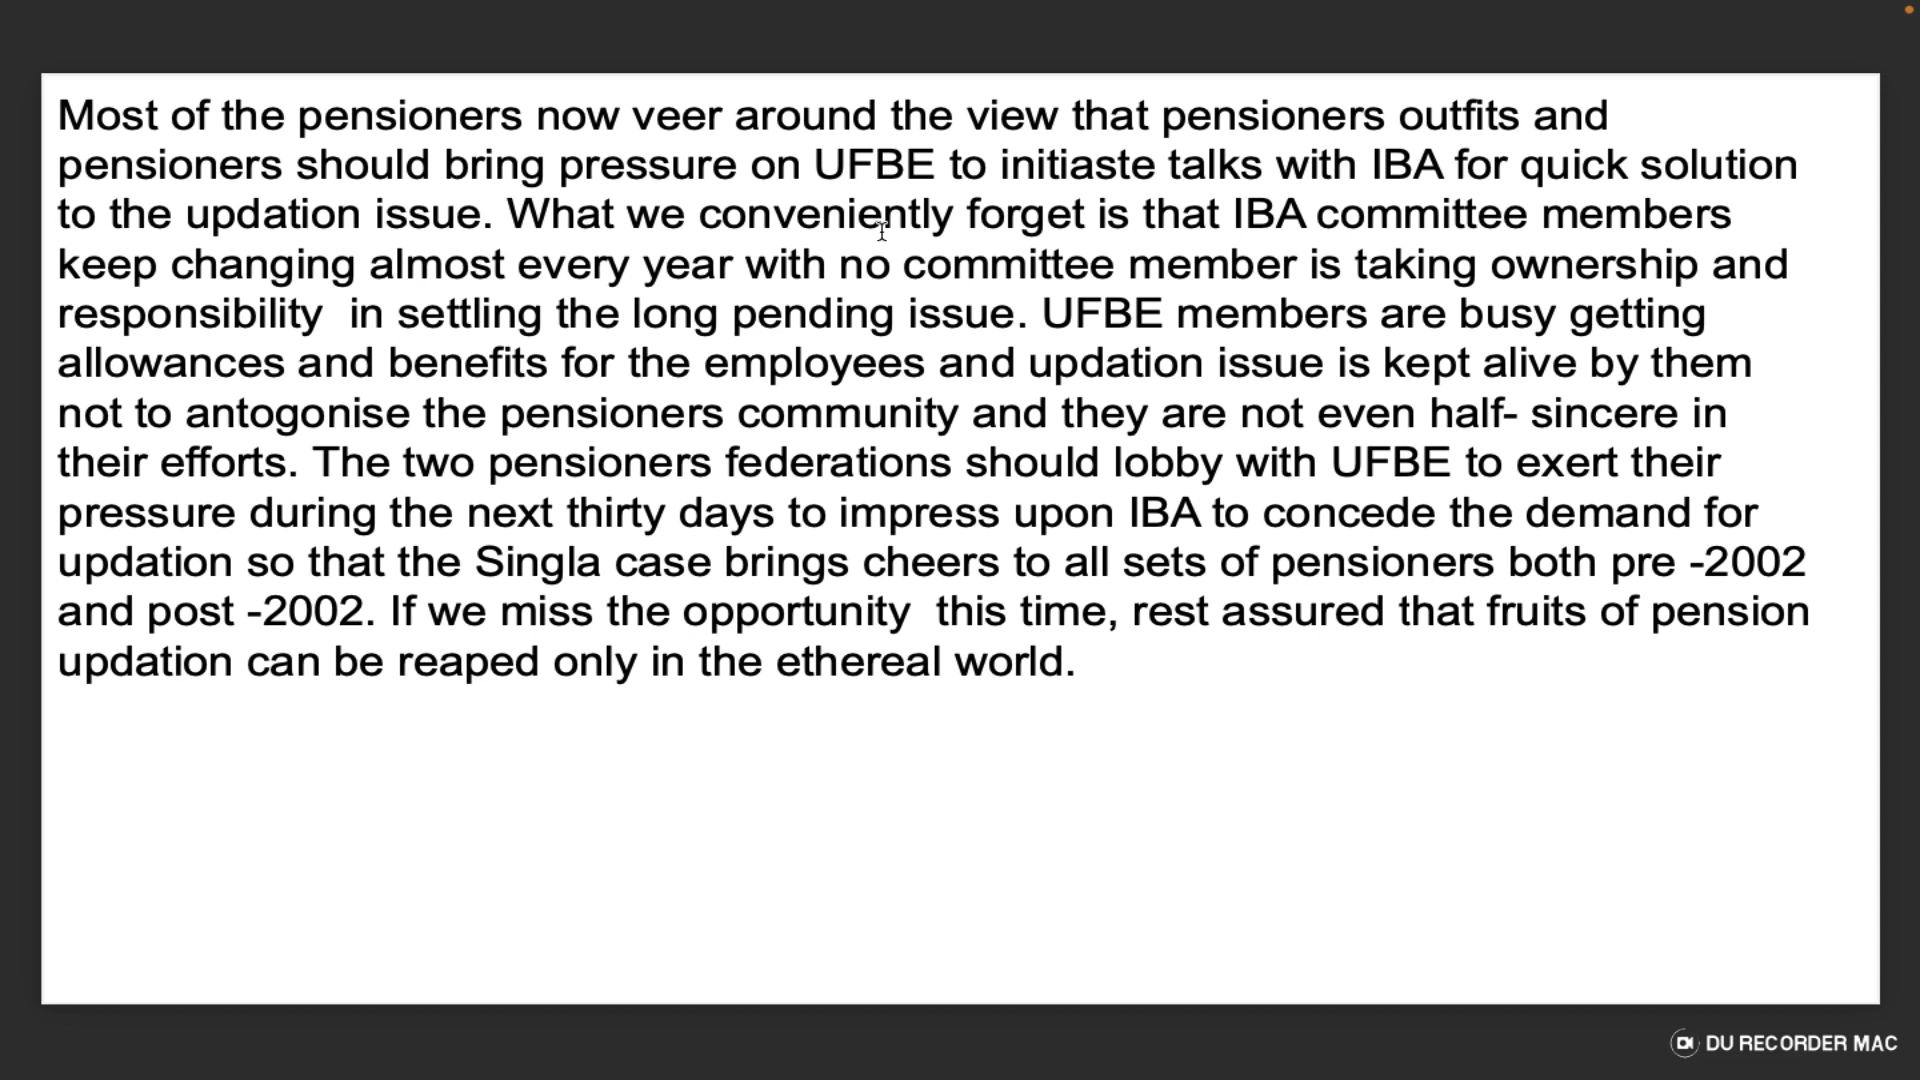 Most of the pensioners now veer around the view that pensioners outfits and
pensioners should bring pressure on UFBE to initiaste talks with IBA for quick solution
to the updation issue. What we conveniently forget is that IBA committee members
keep changing almost every year with no committee member is taking ownership and
responsibility  in settling the long pending issue. UFBE members are busy getting
allowances and benefits for the employees and updation issue is kept alive by them
not to antogonise the pensioners community and they are not even half- sincere in
their efforts. The two pensioners federations should lobby with UFBE to exert their
pressure during the next thirty days to impress upon IBA to concede the demand for
updation so that the Singla case brings cheers to all sets of pensioners both pre -2002
and post -2002. If we miss the opportunity  this time, rest assured that fruits of pension
updation can be reaped only in the ethereal world.
DU RECORDER MAC